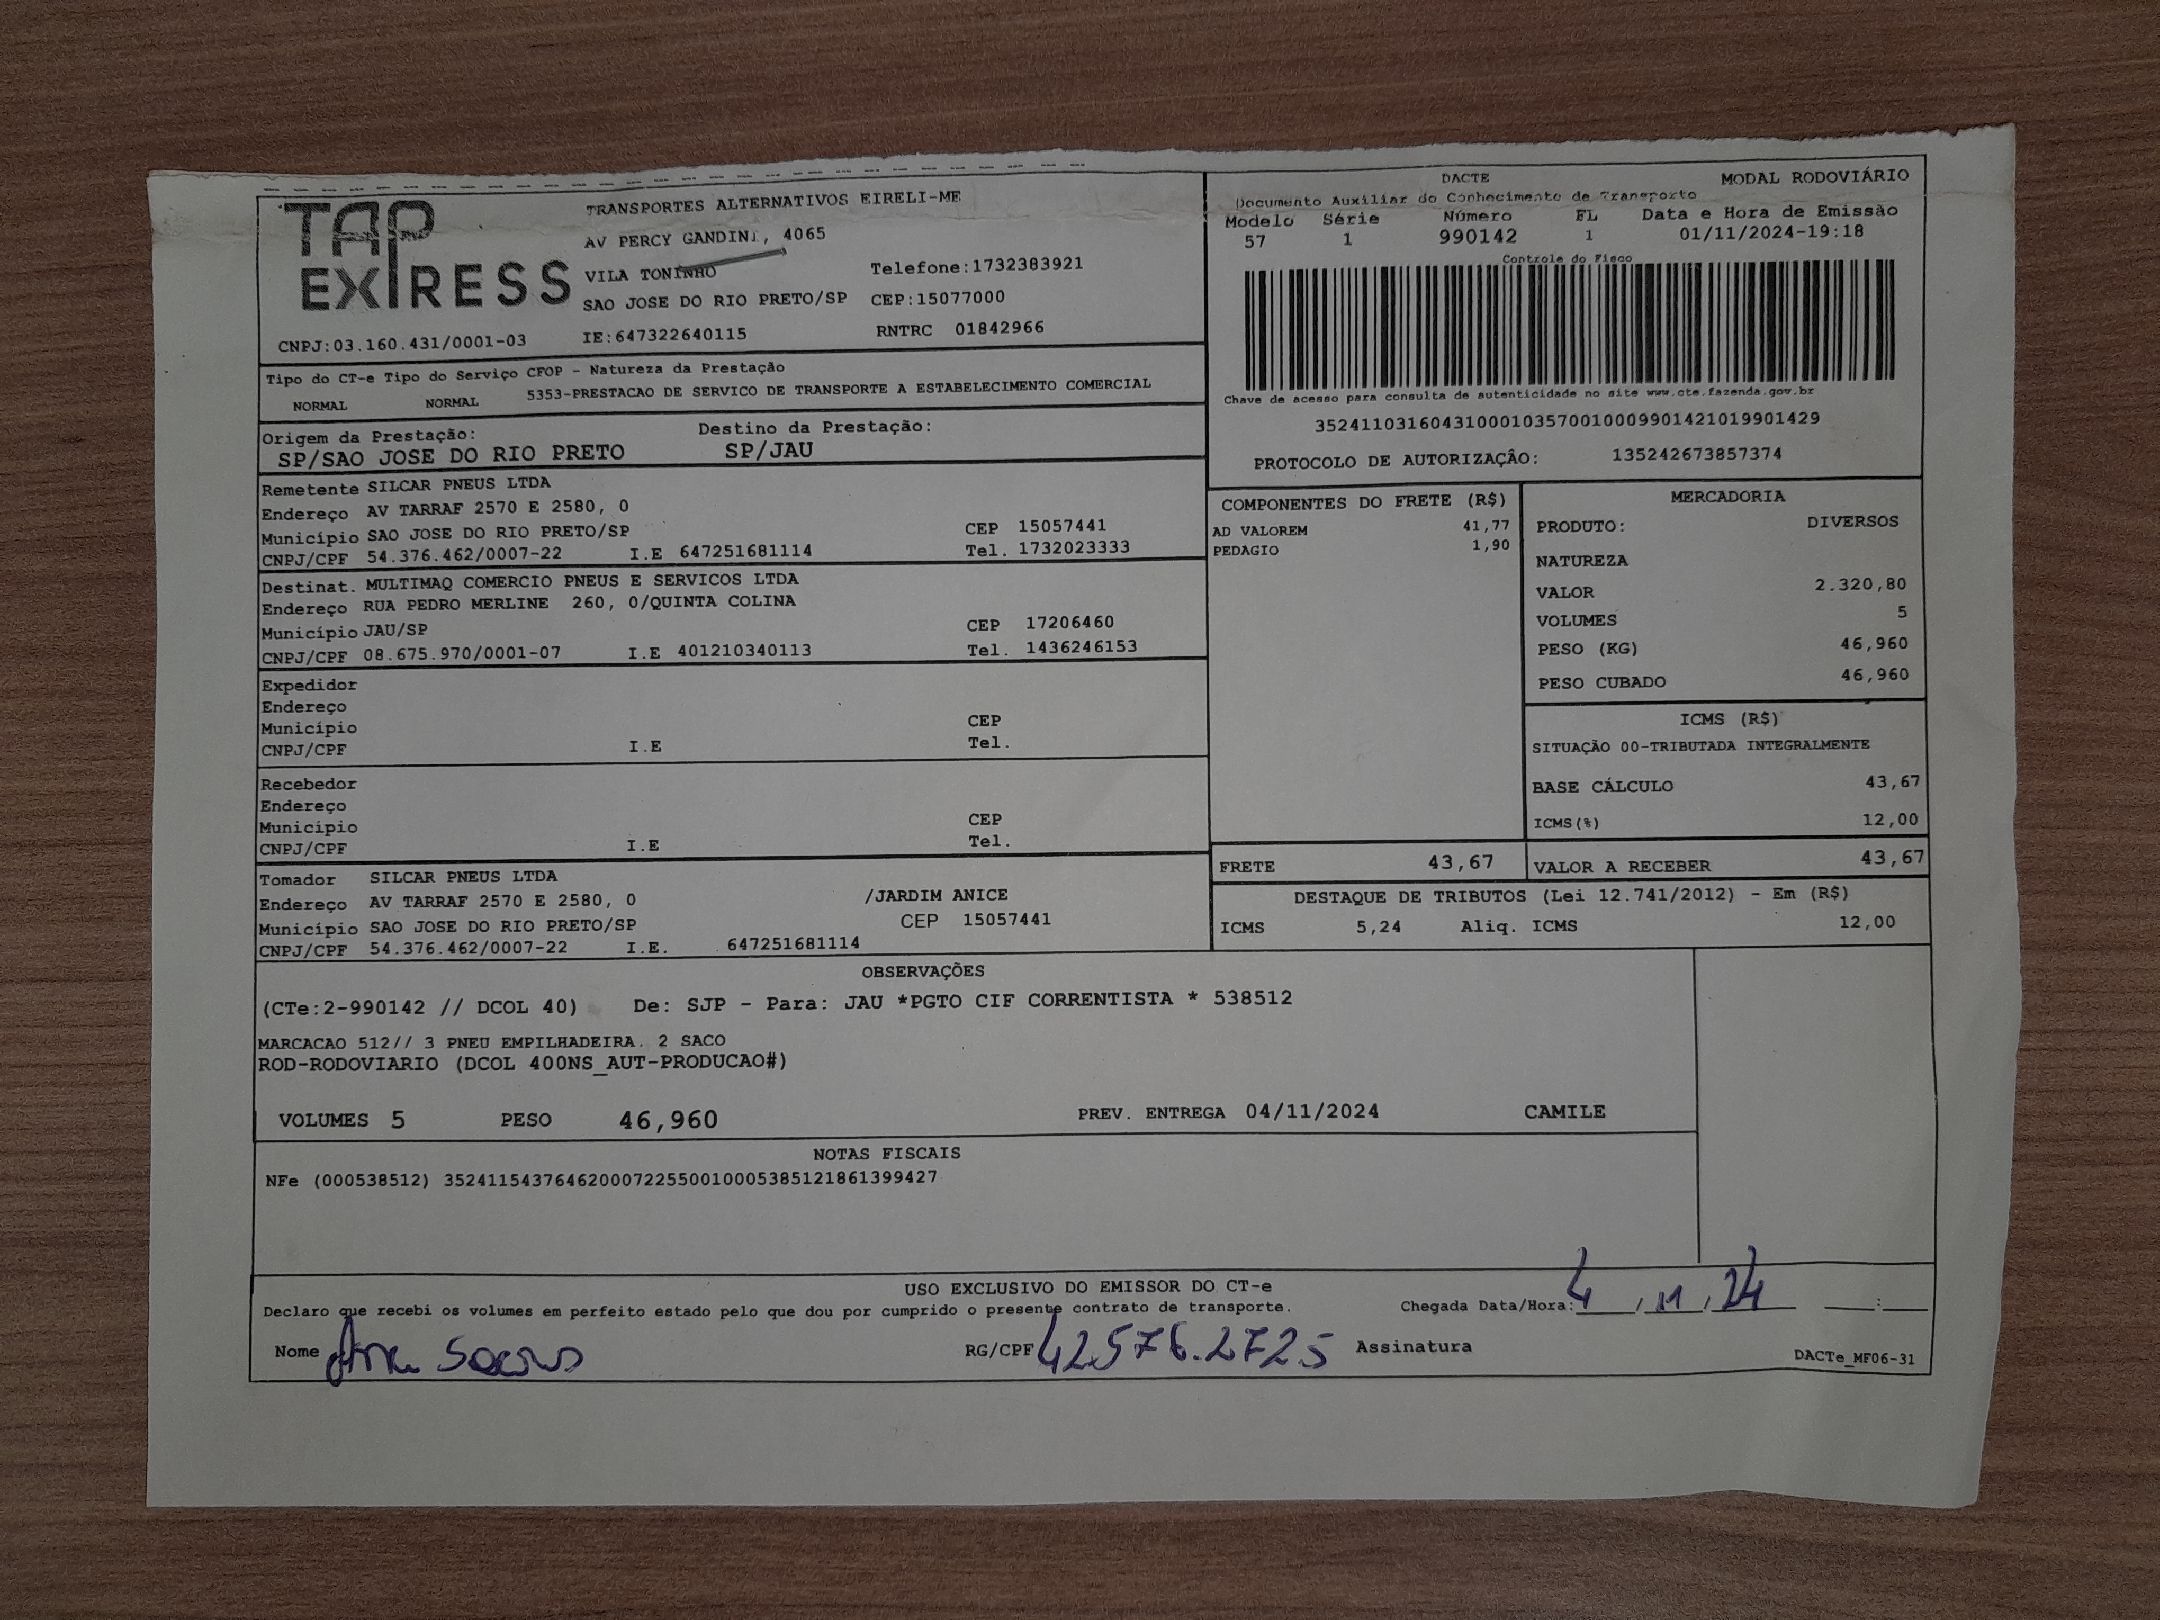 TAP EXPRESS
TRANSPORTES ALTERNATIVOS EIRELI-ME
AV PERCY GANDINI, 4065
VILA TONINHO
Telefone:1732383921
SAO JOSE DO RIO PRETO/SP CEP:15077000
CNPJ:03.160.431/0001-03 IE:647322640115 RNTRC 01842966
DACTE MODAL RODOVIÁRIO
Documento Auxiliar do Conhecimento de Transporto
Modelo Série Número FL Data e Hora de Emissão
57 1 990142 1 01/11/2024-19:18
Controle do Fisco
Chave de acesso para consulta de autenticidade no site www.cte.fazenda.gov.br
35241103160431000103570010009901421019901429
PROTOCOLO DE AUTORIZAÇÂO: 135242673857374
Tipo do CT-e Tipo do Serviço CFOP - Natureza da Prestação
NORMAL NORMAL 5353-PRESTACAO DE SERVICO DE TRANSPORTE A ESTABELECIMENTO COMERCIAL
Origem da Prestação: Destino da Prestação:
SP/SAO JOSE DO RIO PRETO SP/JAU
Remetente SILCAR PNEUS LTDA
Endereço AV TARRAF 2570 E 2580, 0
Município SAO JOSE DO RIO PRETO/SP CEP 15057441
CNPJ/CPF 54.376.462/0007-22 I.E 647251681114 Tel. 1732023333
Destinat. MULTIMAQ COMERCIO PNEUS E SERVICOS LTDA
Endereço RUA PEDRO MERLINE 260, 0/QUINTA COLINA
Município JAU/SP CEP 17206460
CNPJ/CPF 08.675.970/0001-07 I.E 401210340113 Tel. 1436246153
Expedidor
Endereço
Município CEP
CNPJ/CPF I.E Tel.
Recebedor
Endereço
Município CEP
CNPJ/CPF I.E Tel.
Tomador SILCAR PNEUS LTDA
Endereço AV TARRAF 2570 E 2580, 0 /JARDIM ANICE
Município SAO JOSE DO RIO PRETO/SP CEP 15057441
CNPJ/CPF 54.376.462/0007-22 I.E. 647251681114
COMPONENTES DO FRETE (R$)
AD VALOREM 41,77
PEDAGIO 1,90
MERCADORIA
PRODUTO: DIVERSOS
NATUREZA
VALOR 2.320,80
VOLUMES 5
PESO (KG) 46,960
PESO CUBADO 46,960
ICMS (R$)
SITUAÇÃO 00-TRIBUTADA INTEGRALMENTE
BASE CÁLCULO 43,67
ICMS(%) 12,00
FRETE 43,67 VALOR A RECEBER 43,67
DESTAQUE DE TRIBUTOS (Lei 12.741/2012) - Em (R$)
ICMS 5,24 Aliq. ICMS 12,00
OBSERVAÇÕES
(CTe:2-990142 // DCOL 40) De: SJP - Para: JAU *PGTO CIF CORRENTISTA * 538512
MARCACAO 512// 3 PNEU EMPILHADEIRA. 2 SACO
ROD-RODOVIARIO (DCOL 400NS_AUT-PRODUCAO#)
VOLUMES 5 PESO 46,960 PREV. ENTREGA 04/11/2024 CAMILE
NOTAS FISCAIS
NFe (000538512) 35241154376462000722550010005385121861399427
USO EXCLUSIVO DO EMISSOR DO CT-e
Declaro que recebi os volumes em perfeito estado pelo que dou por cumprido o presente contrato de transporte. Chegada Data/Hora: 4 / 11 / 24 :
Nome Ana RG/CPF 42.576.272.5 Assinatura
DACTe_MF06-31